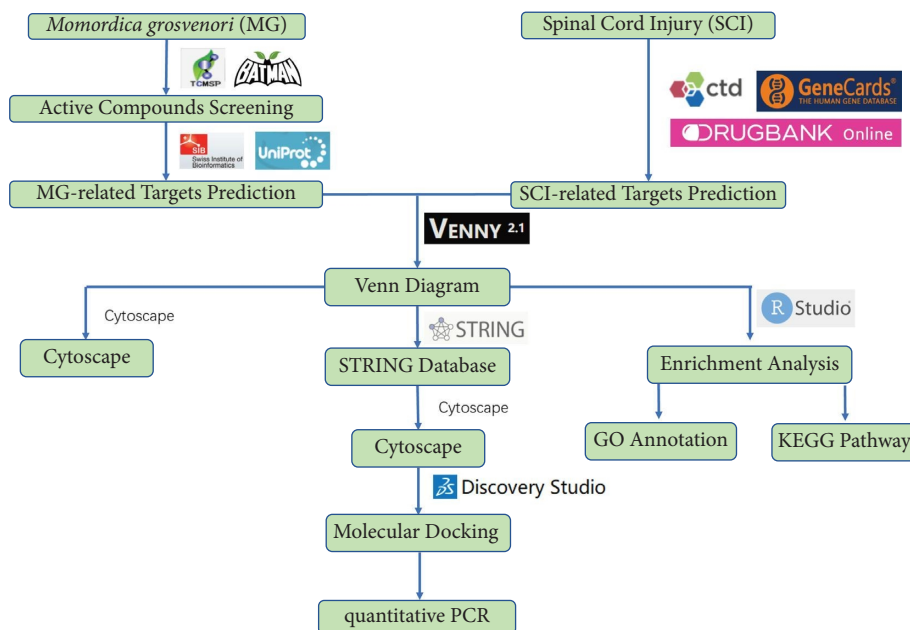 Momordica grosvenori (MG)
Spinal Cord Injury (SCI)
TCMSP
BATMAN
ctd
GeneCards®
THE HUMAN GENE DATABASE
Active Compounds Screening
DRUGBANK Online
SIB
Swiss Institute of
Bioinformatics
UniProt
MG-related Targets Prediction
SCI-related Targets Prediction
VENNY 2.1
Venn Diagram
Cytoscape
STRING
R Studio
Cytoscape
STRING Database
Enrichment Analysis
Cytoscape
GO Annotation
KEGG Pathway
Cytoscape
Discovery Studio
Molecular Docking
quantitative PCR